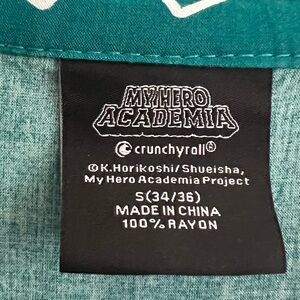 MY HERO
ACADEMIA
crunchyroll®
©K.Horikoshi/Shueisha,
My Hero Academia Project
S(34/36)
MADE IN CHINA
100% RAYON